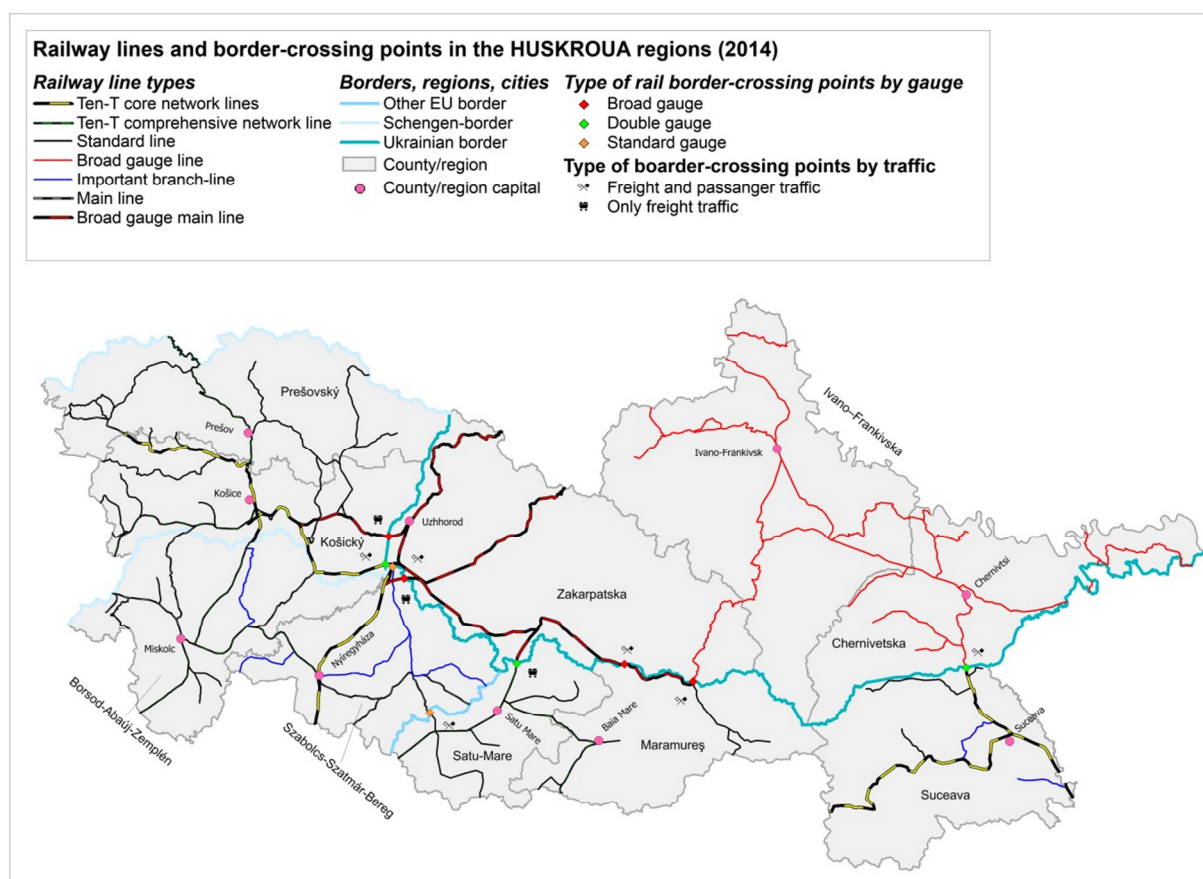 Railway lines and border-crossing points in the HUSKROUA regions (2014)
Railway line types
Ten-T core network lines
Ten-T comprehensive network line
Standard line
Broad gauge line
Important branch-line
Main line
Broad gauge main line
Borders, regions, cities
Other EU border
Schengen-border
Ukrainian border
County/region
County/region capital
Type of rail border-crossing points by gauge
Broad gauge
Double gauge
Standard gauge
Type of boarder-crossing points by traffic
Freight and passanger traffic
Only freight traffic
Prešovský
Prešov
Ivano-Frankivska
Ivano-Frankivsk
Košice
Uzhhorod
Košický
Zakarpatska
Chernivtsi
Chernivetska
Miskolc
Nyíregyháza
Borsod-Abaúj-Zemplén
Szabolcs-Szatmár-Bereg
Satu Mare
Baia Mare
Maramureş
Satu-Mare
Suceava
Suceava